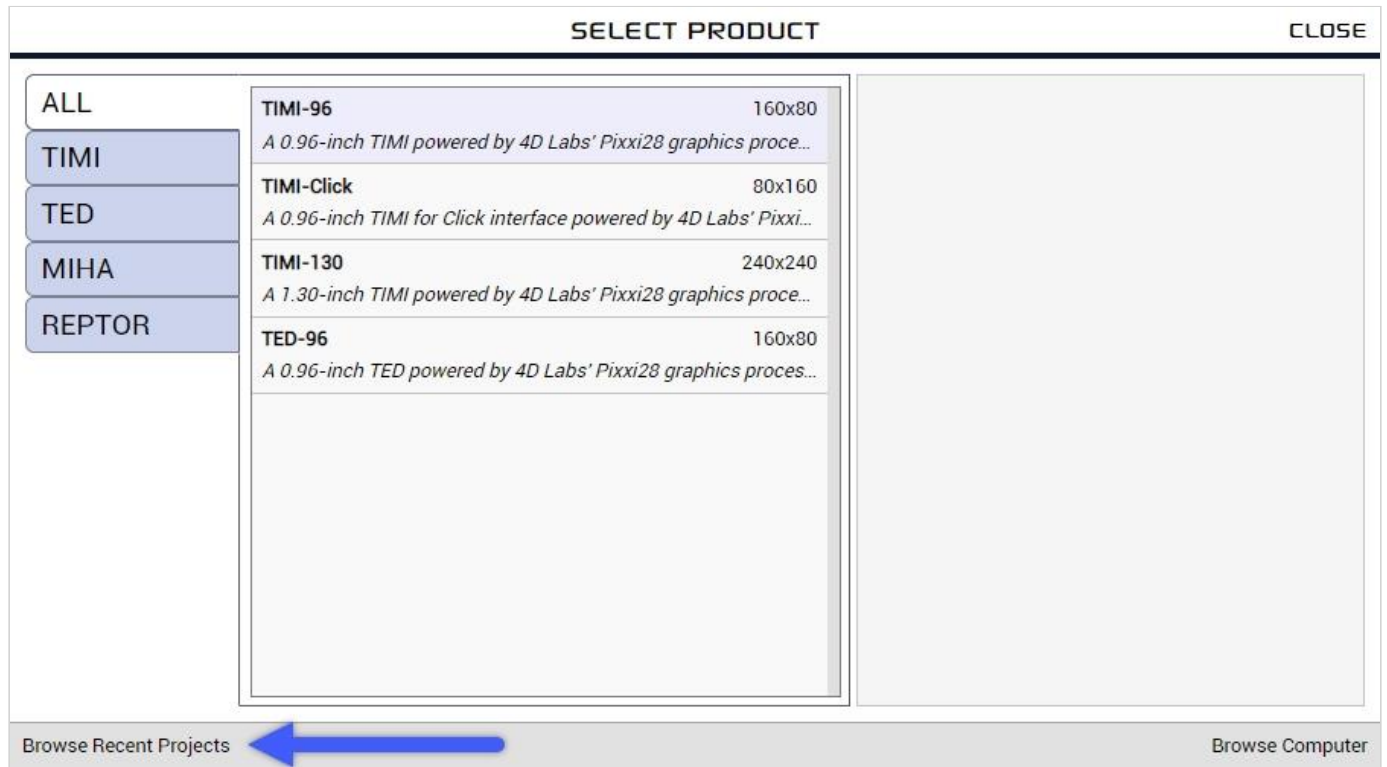 SELECT PRODUCT
CLOSE
ALL
TIMI
TED
MIHA
REPTOR
TIMI-96 160x80
A 0.96-inch TIMI powered by 4D Labs' Pixxi28 graphics proce...
TIMI-Click 80x160
A 0.96-inch TIMI for Click interface powered by 4D Labs' Pixxi...
TIMI-130 240x240
A 1.30-inch TIMI powered by 4D Labs' Pixxi28 graphics proce...
TED-96 160x80
A 0.96-inch TED powered by 4D Labs' Pixxi28 graphics proces...
Browse Recent Projects
Browse Computer